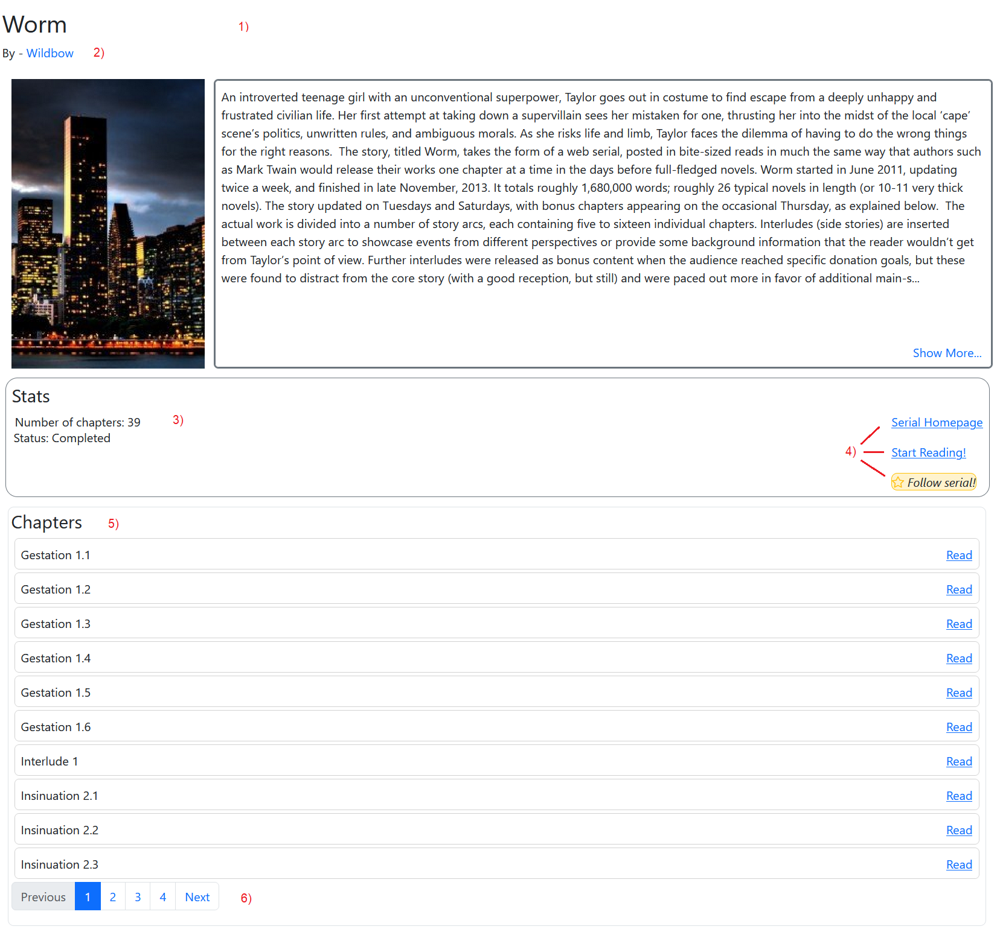 Worm
1)
By - Wildbow
2)
An introverted teenage girl with an unconventional superpower, Taylor goes out in costume to find escape from a deeply unhappy and
frustrated civilian life. Her first attempt at taking down a supervillain sees her mistaken for one, thrusting her into the midst of the local ‘cape’
scene’s politics, unwritten rules, and ambiguous morals. As she risks life and limb, Taylor faces the dilemma of having to do the wrong things
for the right reasons.  The story, titled Worm, takes the form of a web serial, posted in bite-sized reads in much the same way that authors such
as Mark Twain would release their works one chapter at a time in the days before full-fledged novels. Worm started in June 2011, updating
twice a week, and finished in late November, 2013. It totals roughly 1,680,000 words; roughly 26 typical novels in length (or 10-11 very thick
novels). The story updated on Tuesdays and Saturdays, with bonus chapters appearing on the occasional Thursday, as explained below.  The
actual work is divided into a number of story arcs, each containing five to sixteen individual chapters. Interludes (side stories) are inserted
between each story arc to showcase events from different perspectives or provide some background information that the reader wouldn’t get
from Taylor’s point of view. Further interludes were released as bonus content when the audience reached specific donation goals, but these
were found to distract from the core story (with a good reception, but still) and were paced out more in favor of additional main-s...
Show More...
Stats
Number of chapters: 39
3)
Status: Completed
4)
Serial Homepage
Start Reading!
Follow serial!
Chapters
5)
Gestation 1.1 Read
Gestation 1.2 Read
Gestation 1.3 Read
Gestation 1.4 Read
Gestation 1.5 Read
Gestation 1.6 Read
Interlude 1 Read
Insinuation 2.1 Read
Insinuation 2.2 Read
Insinuation 2.3 Read
Previous 1 2 3 4 Next
6)